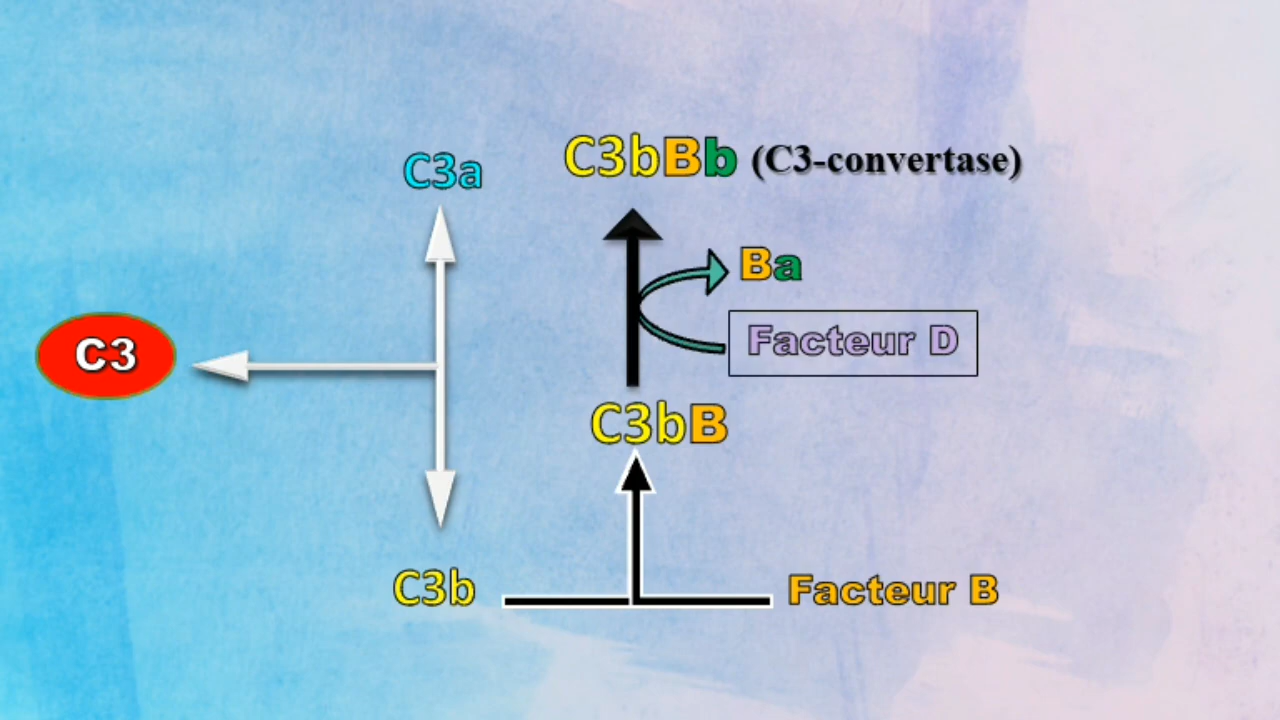 C3bBb (C3-convertase)
C3a
Ba
Facteur D
C3
C3bB
C3b
Facteur B